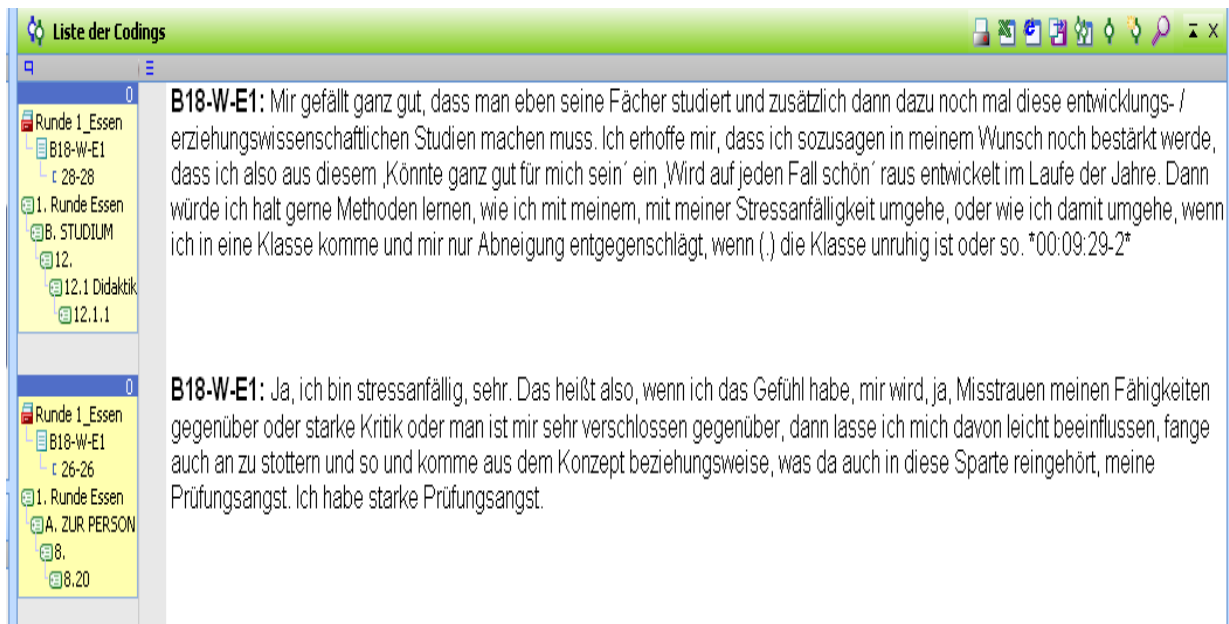 Liste der Codings
0
Runde 1_Essen
B18-W-E1
28-28
1. Runde Essen
B. STUDIUM
12.
12.1 Didaktik
12.1.1
B18-W-E1: Mir gefällt ganz gut, dass man eben seine Fächer studiert und zusätzlich dann dazu noch mal diese entwicklungs- /
erziehungswissenschaftlichen Studien machen muss. Ich erhoffe mir, dass ich sozusagen in meinem Wunsch noch bestärkt werde,
dass ich also aus diesem ‚Könnte ganz gut für mich sein´ ein ‚Wird auf jeden Fall schön´ raus entwickelt im Laufe der Jahre. Dann
würde ich halt gerne Methoden lernen, wie ich mit meinem, mit meiner Stressanfälligkeit umgehe, oder wie ich damit umgehe, wenn
ich in eine Klasse komme und mir nur Abneigung entgegenschlägt, wenn (.) die Klasse unruhig ist oder so. *00:09:29-2*
0
Runde 1_Essen
B18-W-E1
26-26
1. Runde Essen
A. ZUR PERSON
8.
8.20
B18-W-E1: Ja, ich bin stressanfällig, sehr. Das heißt also, wenn ich das Gefühl habe, mir wird, ja, Misstrauen meinen Fähigkeiten
gegenüber oder starke Kritik oder man ist mir sehr verschlossen gegenüber, dann lasse ich mich davon leicht beeinflussen, fange
auch an zu stottern und so und komme aus dem Konzept beziehungsweise, was da auch in diese Sparte reingehört, meine
Prüfungsangst. Ich habe starke Prüfungsangst.